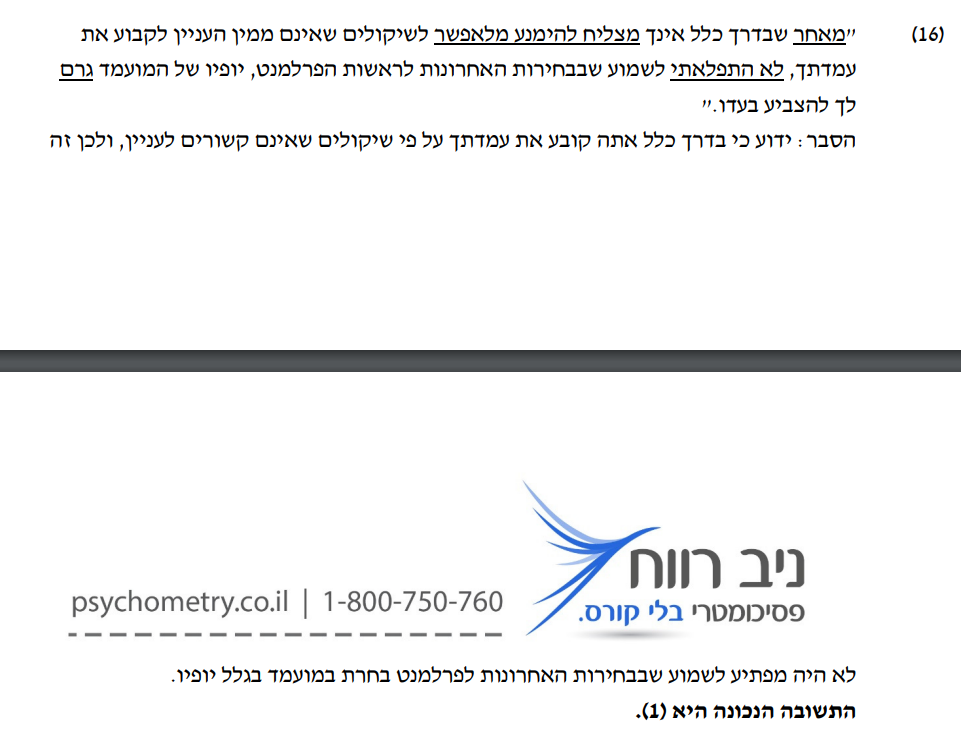 (16) "מאחר שבדרך כלל אינך מצליח להימנע מלאפשר לשיקולים שאינם ממין העניין לקבוע את
עמדתך, לא התפלאתי לשמוע שבבחירות האחרונות לראשות הפרלמנט, יופיו של המועמד גרם
לך להצביע בעדו."
הסבר: ידוע כי בדרך כלל אתה קובע את עמדתך על פי שיקולים שאינם קשורים לעניין, ולכן זה
ניב רווח
פסיכומטרי בלי קורס.
psychometry.co.il | 1-800-750-760
לא היה מפתיע לשמוע שבבחירות האחרונות לפרלמנט בחרת במועמד בגלל יופיו.
התשובה הנכונה היא (1).